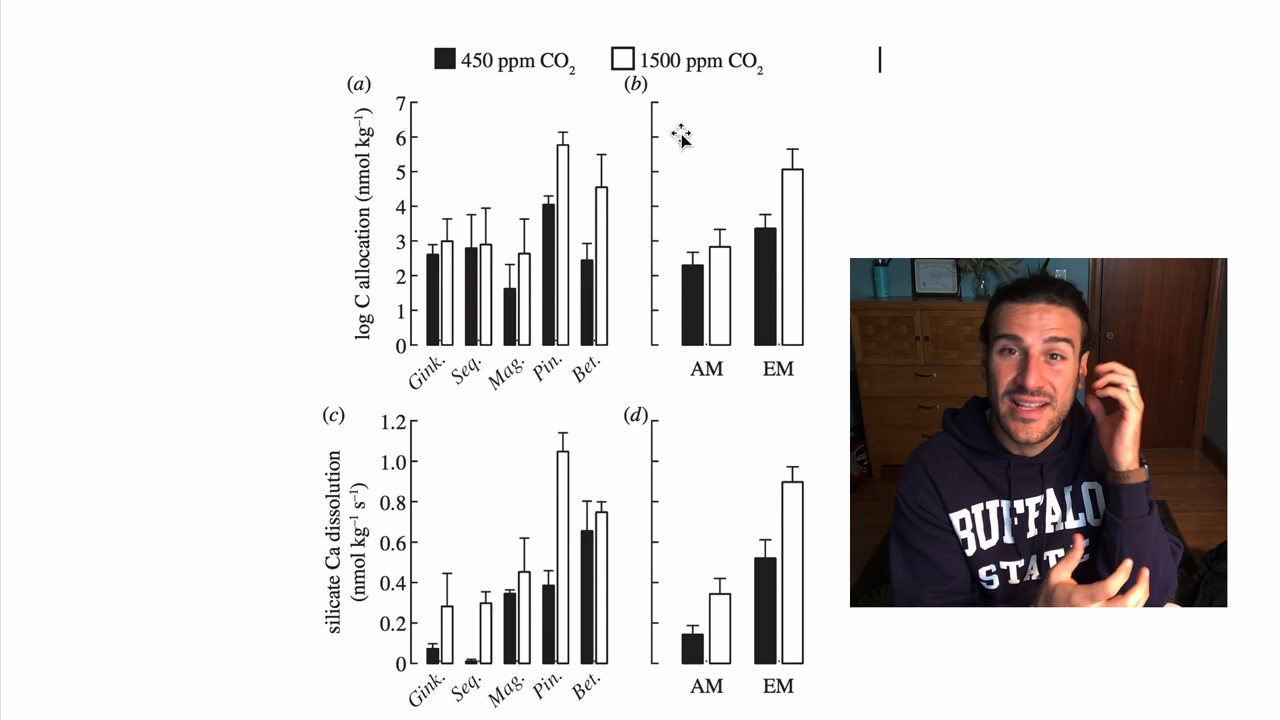 450 ppm CO₂ 1500 ppm CO₂
(a) (b)
log C allocation (nmol kg⁻¹)
7
6
5
4
3
2
1
0
Gink. Seq. Mag. Pin. Bet.
AM EM
(c) (d)
silicate Ca dissolution
(nmol kg⁻¹ s⁻¹)
1.2
1.0
0.8
0.6
0.4
0.2
0
Gink. Seq. Mag. Pin. Bet.
AM EM
BUFFALO
STATE